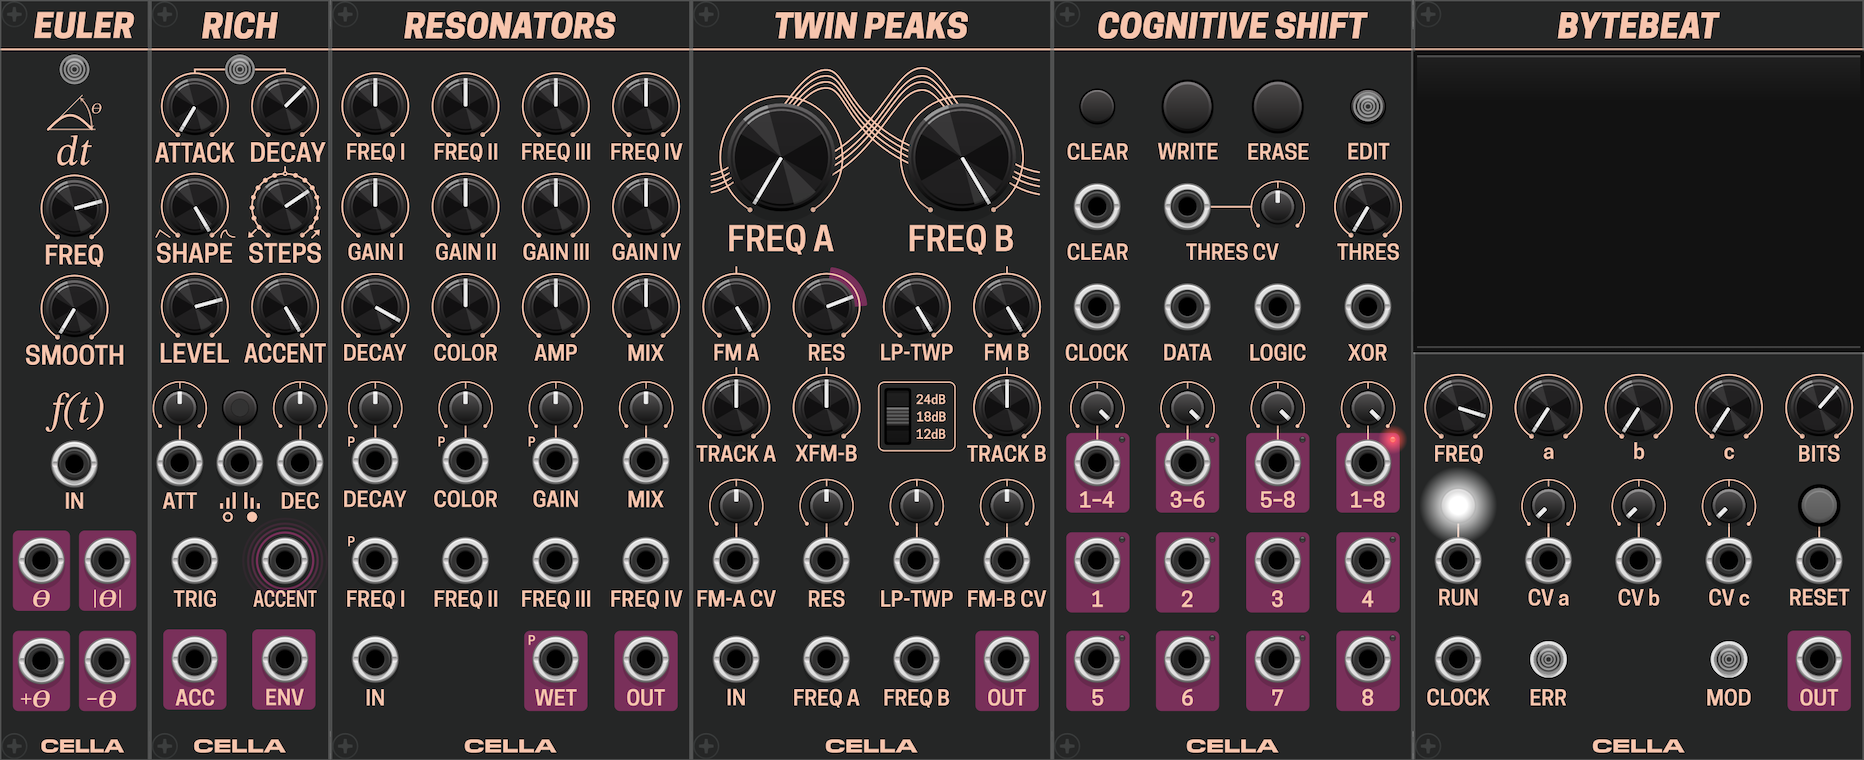 EULER
θ
dt
FREQ
SMOOTH
f(t)
IN
θ
|θ|
+θ
−θ
CELLA
RICH
ATTACK DECAY
SHAPE STEPS
LEVEL ACCENT
ATT DEC
TRIG ACCENT
ACC ENV
CELLA
RESONATORS
FREQ I FREQ II FREQ III FREQ IV
GAIN I GAIN II GAIN III GAIN IV
DECAY COLOR AMP MIX
P P P
DECAY COLOR GAIN MIX
P
FREQ I FREQ II FREQ III FREQ IV
P
IN WET OUT
CELLA
TWIN PEAKS
FREQ A FREQ B
FM A RES LP-TWP FM B
24dB
18dB
12dB
TRACK A XFM-B TRACK B
FM-A CV RES LP-TWP FM-B CV
IN FREQ A FREQ B OUT
CELLA
COGNITIVE SHIFT
CLEAR WRITE ERASE EDIT
CLEAR THRES CV THRES
CLOCK DATA LOGIC XOR
1–4 3–6 5–8 1–8
1 2 3 4
5 6 7 8
CELLA
BYTEBEAT
FREQ a b c BITS
RUN CV a CV b CV c RESET
CLOCK ERR MOD OUT
CELLA